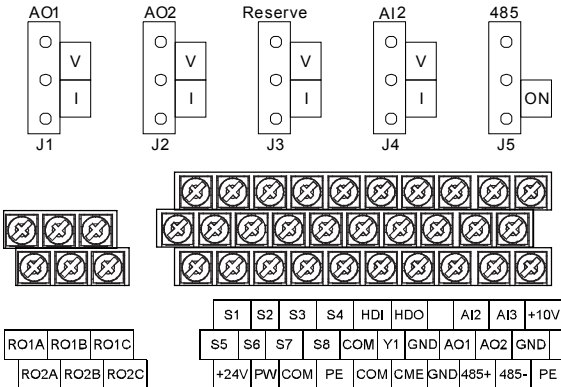 AO1 AO2 Reserve AI2 485
V V V V
I I I I ON
J1 J2 J3 J4 J5
S1 S2 S3 S4 HDI HDO AI2 AI3 +10V
RO1A RO1B RO1C S5 S6 S7 S8 COM Y1 GND AO1 AO2 GND
RO2A RO2B RO2C +24V PW COM PE COM CME GND 485+ 485- PE